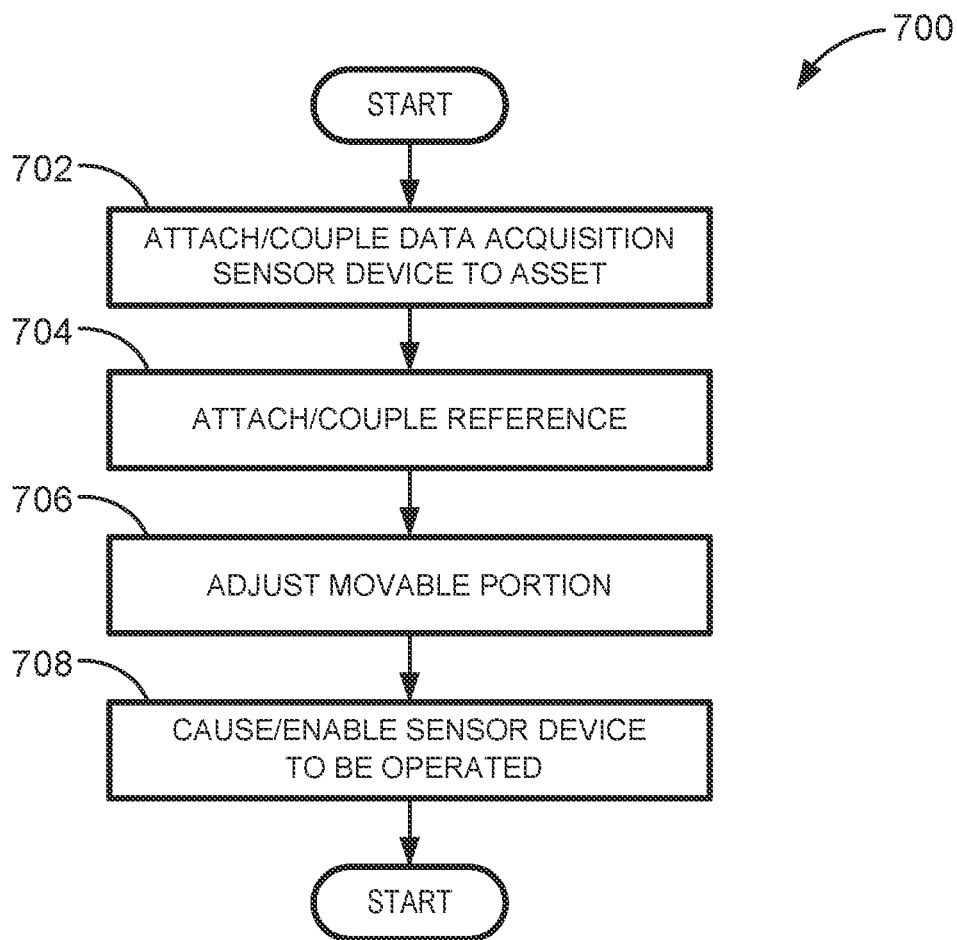 700
START
702
ATTACH/COUPLE DATA ACQUISITION
SENSOR DEVICE TO ASSET
704
ATTACH/COUPLE REFERENCE
706
ADJUST MOVABLE PORTION
708
CAUSE/ENABLE SENSOR DEVICE
TO BE OPERATED
START